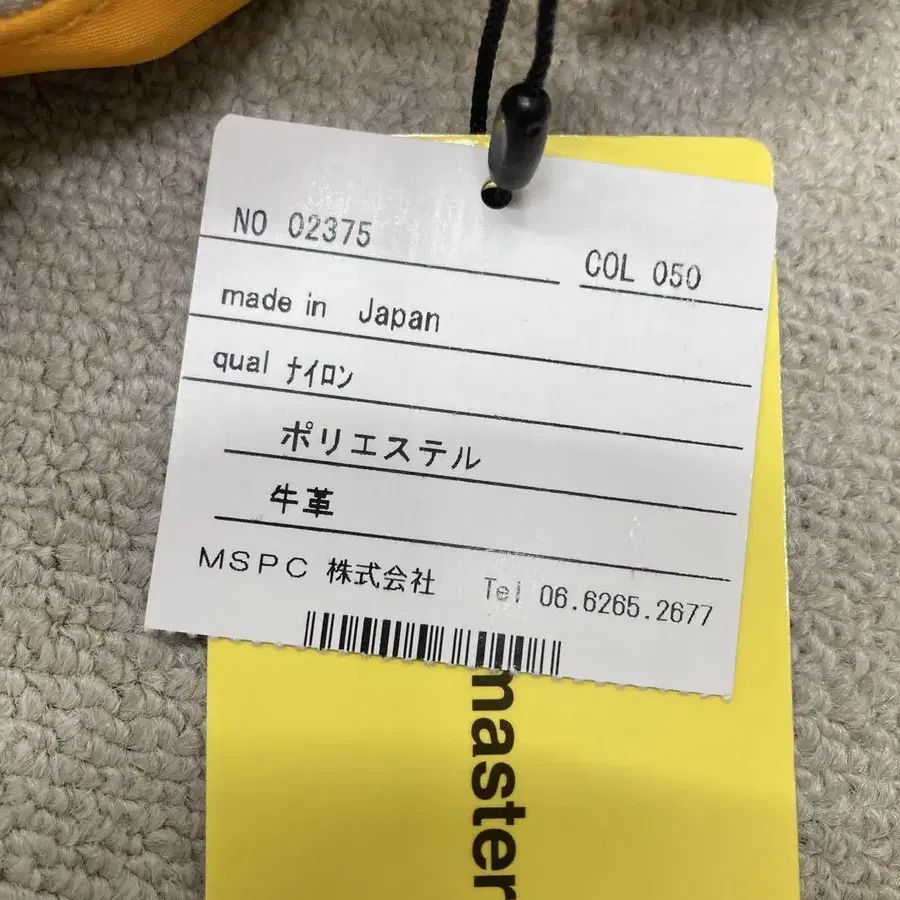 NO 02375
COL 050
made in Japan
qual ナイロン
ポリエステル
牛革
MSPC 株式会社 Tel 06.6265.2677
master